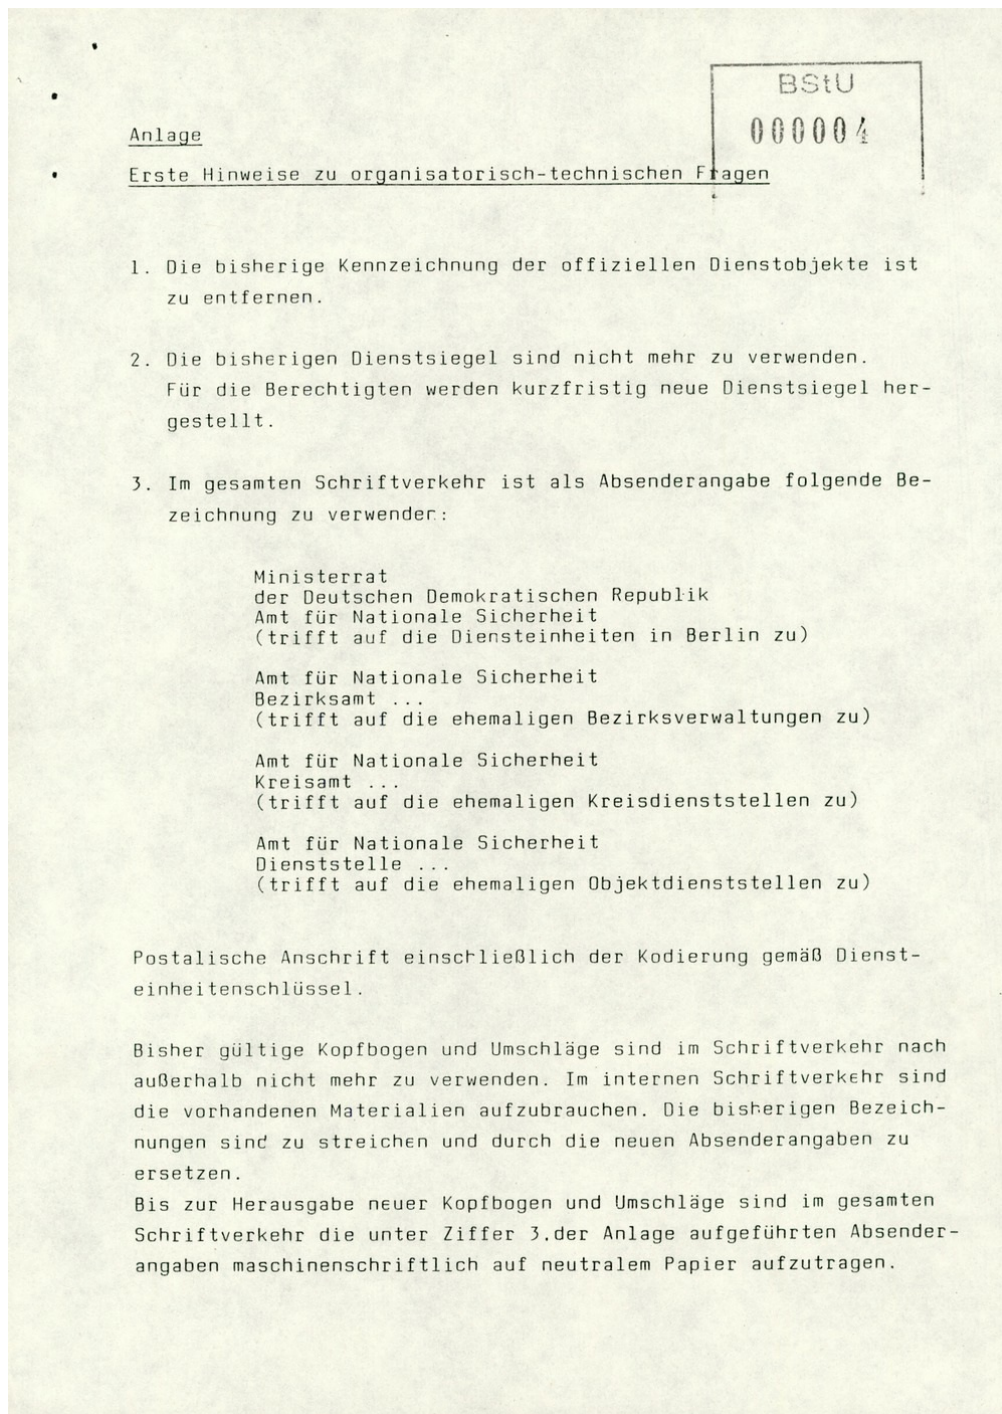 BStU
000004
Anlage
Erste Hinweise zu organisatorisch-technischen Fragen
1. Die bisherige Kennzeichnung der offiziellen Dienstobjekte ist
zu entfernen.
2. Die bisherigen Dienstsiegel sind nicht mehr zu verwenden.
Für die Berechtigten werden kurzfristig neue Dienstsiegel her-
gestellt.
3. Im gesamten Schriftverkehr ist als Absenderangabe folgende Be-
zeichnung zu verwenden:
Ministerrat
der Deutschen Demokratischen Republik
Amt für Nationale Sicherheit
(trifft auf die Diensteinheiten in Berlin zu)
Amt für Nationale Sicherheit
Bezirksamt ...
(trifft auf die ehemaligen Bezirksverwaltungen zu)
Amt für Nationale Sicherheit
Kreisamt ...
(trifft auf die ehemaligen Kreisdienststellen zu)
Amt für Nationale Sicherheit
Dienststelle ...
(trifft auf die ehemaligen Objektdienststellen zu)
Postalische Anschrift einschließlich der Kodierung gemäß Dienst-
einheitenschlüssel.
Bisher gültige Kopfbogen und Umschläge sind im Schriftverkehr nach
außerhalb nicht mehr zu verwenden. Im internen Schriftverkehr sind
die vorhandenen Materialien aufzubrauchen. Die bisherigen Bezeich-
nungen sind zu streichen und durch die neuen Absenderangaben zu
ersetzen.
Bis zur Herausgabe neuer Kopfbogen und Umschläge sind im gesamten
Schriftverkehr die unter Ziffer 3.der Anlage aufgeführten Absender-
angaben maschinenschriftlich auf neutralem Papier aufzutragen.